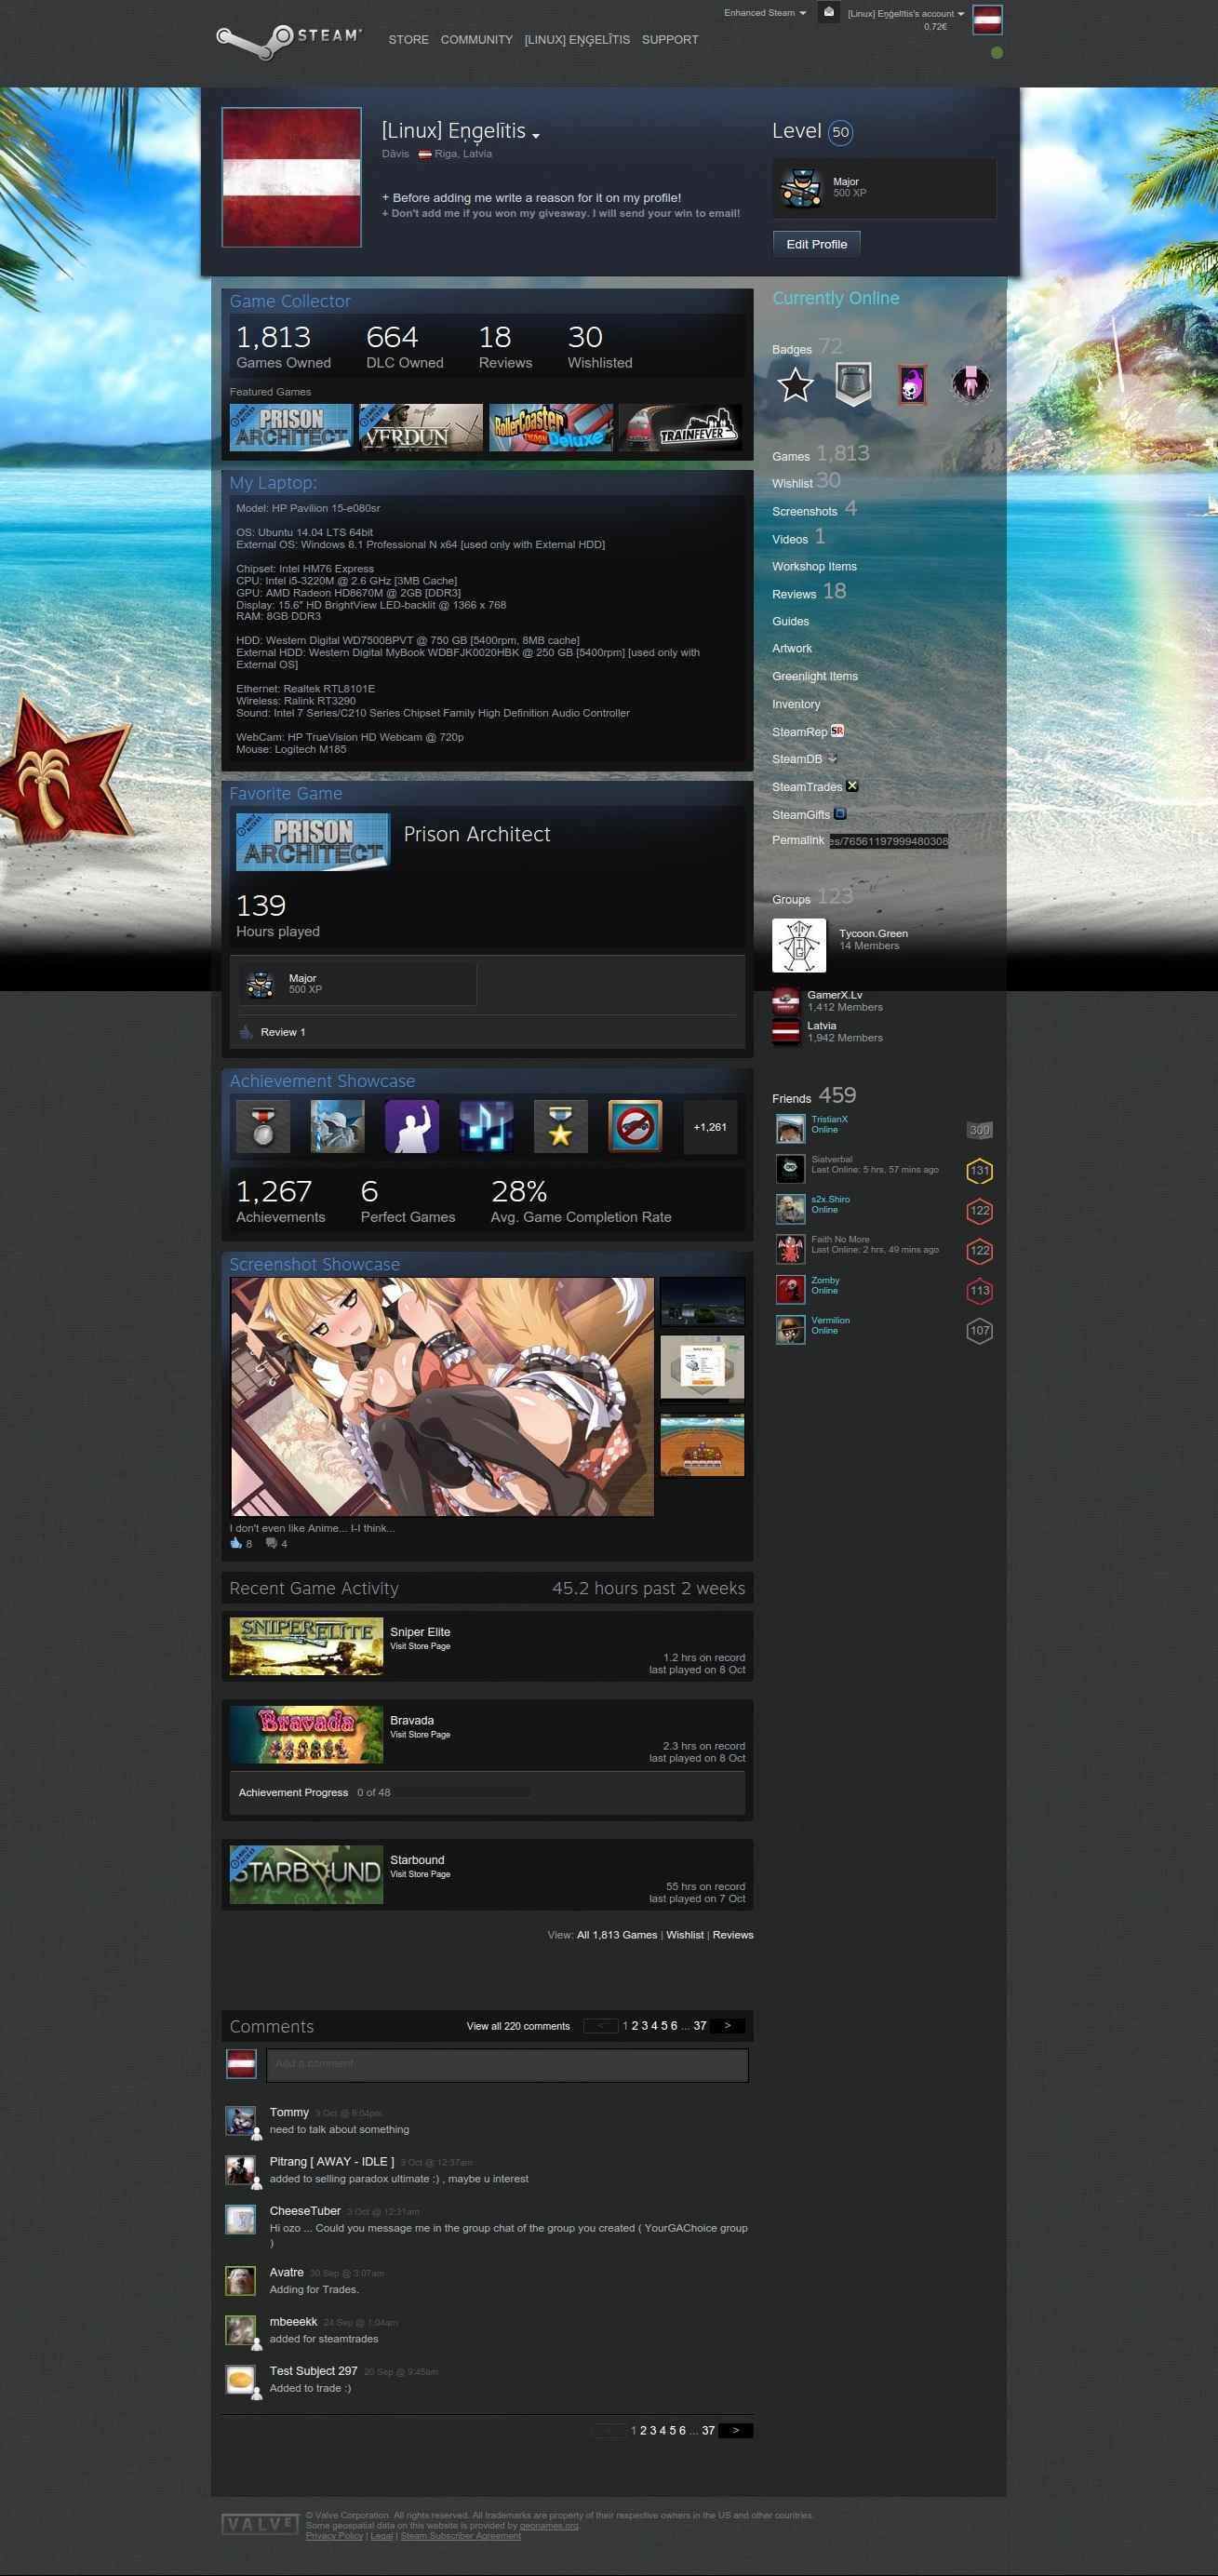 Enhanced Steam
[Linux] Eņģelītis's account
0,72€
STEAM
STORE COMMUNITY [LINUX] EŅĢELĪTIS SUPPORT
[Linux] Eņģelītis
Dāvis Riga, Latvia
+ Before adding me write a reason for it on my profile!
+ Don't add me if you won my giveaway. I will send your win to email!
Level 50
Major
500 XP
Edit Profile
Game Collector
1,813 664 18 30
Games Owned DLC Owned Reviews Wishlisted
Featured Games
PRISON ARCHITECT
VERDUN
RollerCoaster Tycoon Deluxe
TRAINFEVER
My Laptop:
Model: HP Pavilion 15-e080sr
OS: Ubuntu 14.04 LTS 64bit
External OS: Windows 8.1 Professional N x64 [used only with External HDD]
Chipset: Intel HM76 Express
CPU: Intel i5-3220M @ 2.6 GHz [3MB Cache]
GPU: AMD Radeon HD8670M @ 2GB [DDR3]
Display: 15.6" HD BrightView LED-backlit @ 1366 x 768
RAM: 8GB DDR3
HDD: Western Digital WD7500BPVT @ 750 GB [5400rpm, 8MB cache]
External HDD: Western Digital MyBook WDBFJK0020HBK @ 250 GB [5400rpm] [used only with
External OS]
Ethernet: Realtek RTL8101E
Wireless: Ralink RT3290
Sound: Intel 7 Series/C210 Series Chipset Family High Definition Audio Controller
WebCam: HP TrueVision HD Webcam @ 720p
Mouse: Logitech M185
Favorite Game
PRISON
ARCHITECT
Prison Architect
139
Hours played
Major
500 XP
Review 1
Achievement Showcase
+1,261
1,267 6 28%
Achievements Perfect Games Avg. Game Completion Rate
Screenshot Showcase
I don't even like Anime... I-I think...
8 4
Recent Game Activity 45.2 hours past 2 weeks
SNIPER ELITE
Sniper Elite
Visit Store Page
1.2 hrs on record
last played on 8 Oct
Bravada
Bravada
Visit Store Page
2.3 hrs on record
last played on 8 Oct
Achievement Progress 0 of 48
STARBOUND
Starbound
Visit Store Page
55 hrs on record
last played on 7 Oct
View: All 1,813 Games | Wishlist | Reviews
Comments View all 220 comments < 1 2 3 4 5 6 ... 37 >
Add a comment
Tommy 3 Oct @ 8:04pm
need to talk about something
Pitrang [ AWAY - IDLE ] 3 Oct @ 12:37am
added to selling paradox ultimate :) , maybe u interest
CheeseTuber 3 Oct @ 12:31am
Hi ozo ... Could you message me in the group chat of the group you created ( YourGAChoice group
)
Avatre 30 Sep @ 3:07am
Adding for Trades.
mbeeekk 24 Sep @ 1:04am
added for steamtrades
Test Subject 297 20 Sep @ 9:45am
Added to trade :)
< 1 2 3 4 5 6 ... 37 >
Currently Online
Badges 72
Games 1,813
Wishlist 30
Screenshots 4
Videos 1
Workshop Items
Reviews 18
Guides
Artwork
Greenlight Items
Inventory
SteamRep SR
SteamDB
SteamTrades
SteamGifts
Permalink es/76561197999480308
Groups 123
Tycoon.Green
14 Members
GamerX.Lv
1,412 Members
Latvia
1,942 Members
Friends 459
TristianX
Online
300
Siatverbal
Last Online: 5 hrs, 57 mins ago
131
s2x.Shiro
Online
122
Faith No More
Last Online: 2 hrs, 49 mins ago
122
Zomby
Online
113
Vermilion
Online
107
VALVE
© Valve Corporation. All rights reserved. All trademarks are property of their respective owners in the US and other countries.
Some geospatial data on this website is provided by geonames.org.
Privacy Policy | Legal | Steam Subscriber Agreement